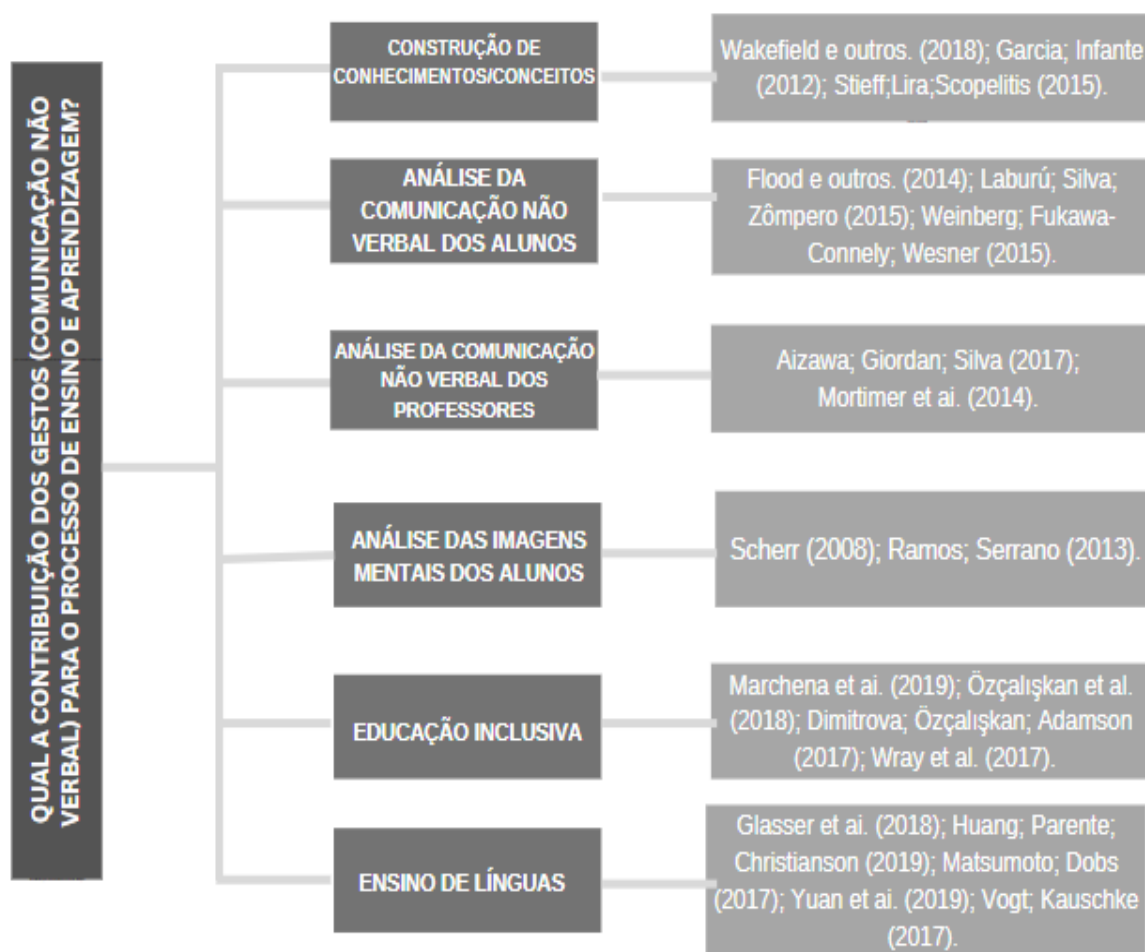 QUAL A CONTRIBUIÇÃO DOS GESTOS (COMUNICAÇÃO NÃO
VERBAL) PARA O PROCESSO DE ENSINO E APRENDIZAGEM?
CONSTRUÇÃO DE
CONHECIMENTOS/CONCEITOS
Wakefield e outros. (2018); Garcia; Infante
(2012); Stieff;Lira;Scopelitis (2015).
ANÁLISE DA
COMUNICAÇÃO NÃO
VERBAL DOS ALUNOS
Flood e outros. (2014); Laburú; Silva;
Zômpero (2015); Weinberg; Fukawa-
Connely; Wesner (2015).
ANÁLISE DA COMUNICAÇÃO
NÃO VERBAL DOS
PROFESSORES
Aizawa; Giordan; Silva (2017);
Mortimer et ai. (2014).
ANÁLISE DAS IMAGENS
MENTAIS DOS ALUNOS
Scherr (2008); Ramos; Serrano (2013).
EDUCAÇÃO INCLUSIVA
Marchena et ai. (2019); Özçalışkan et al.
(2018); Dimitrova; Özçalışkan; Adamson
(2017); Wray et al. (2017).
ENSINO DE LÍNGUAS
Glasser et ai. (2018); Huang; Parente;
Christianson (2019); Matsumoto; Dobs
(2017); Yuan et ai. (2019); Vogt; Kauschke
(2017).